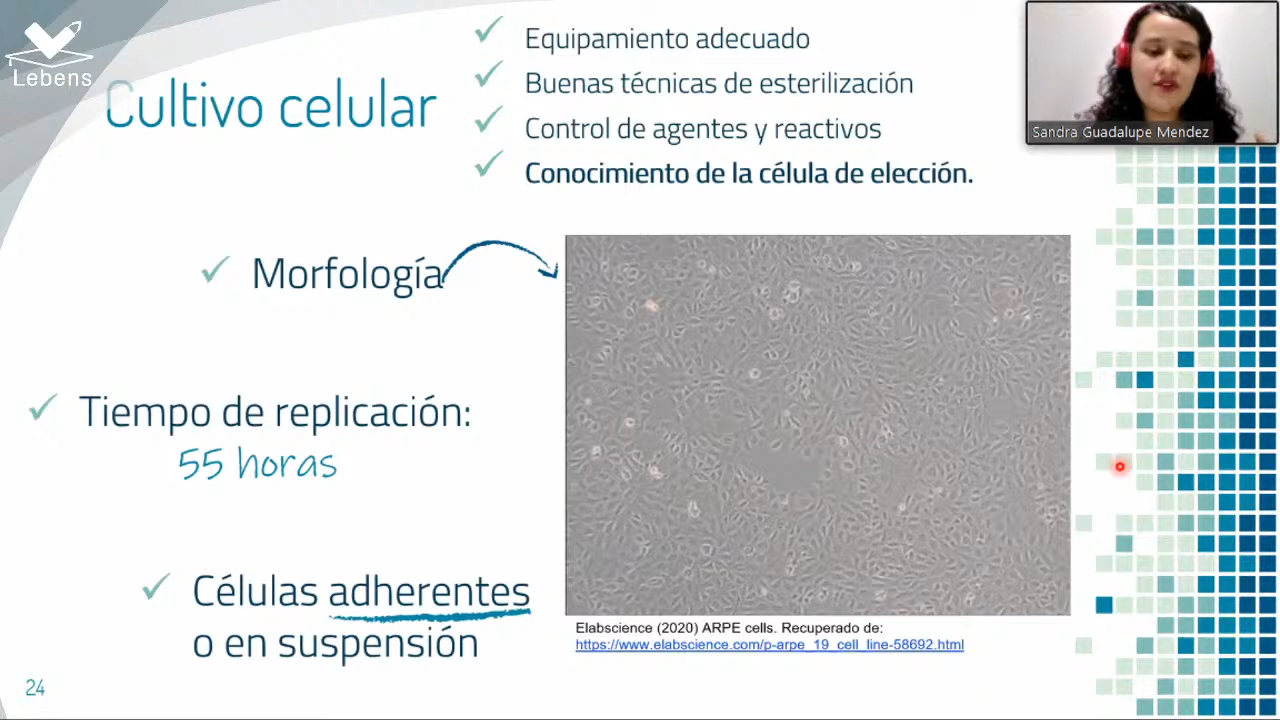 Lebens
Cultivo celular
Equipamiento adecuado
Buenas técnicas de esterilización
Control de agentes y reactivos
Conocimiento de la célula de elección.
Sandra Guadalupe Mendez
Morfología
Tiempo de replicación:
55 horas
Células adherentes
o en suspensión
Elabscience (2020) ARPE cells. Recuperado de:
https://www.elabscience.com/p-arpe_19_cell_line-58692.html
24